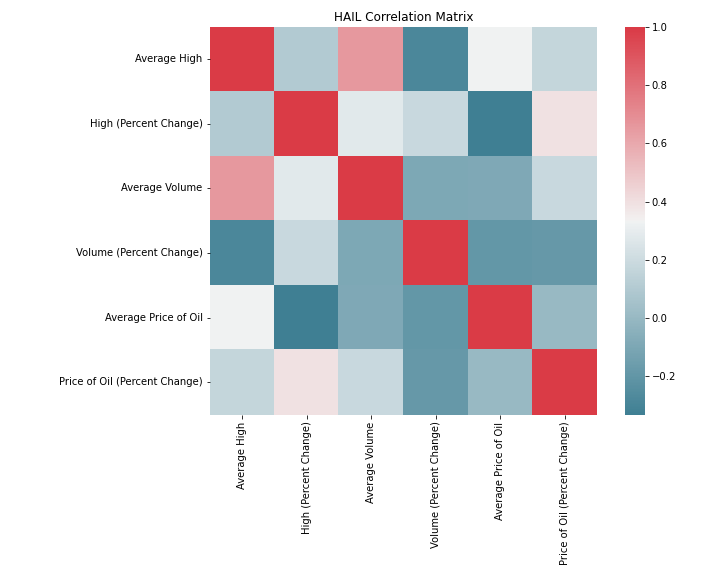 HAIL Correlation Matrix
Average High
High (Percent Change)
Average Volume
Volume (Percent Change)
Average Price of Oil
Price of Oil (Percent Change)
Average High
High (Percent Change)
Average Volume
Volume (Percent Change)
Average Price of Oil
Price of Oil (Percent Change)
1.0
0.8
0.6
0.4
0.2
0.0
−0.2